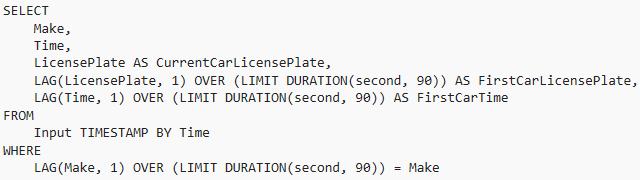 SELECT
    Make,
    Time,
    LicensePlate AS CurrentCarLicensePlate,
    LAG(LicensePlate, 1) OVER (LIMIT DURATION(second, 90)) AS FirstCarLicensePlate,
    LAG(Time, 1) OVER (LIMIT DURATION(second, 90)) AS FirstCarTime
FROM
    Input TIMESTAMP BY Time
WHERE
    LAG(Make, 1) OVER (LIMIT DURATION(second, 90)) = Make